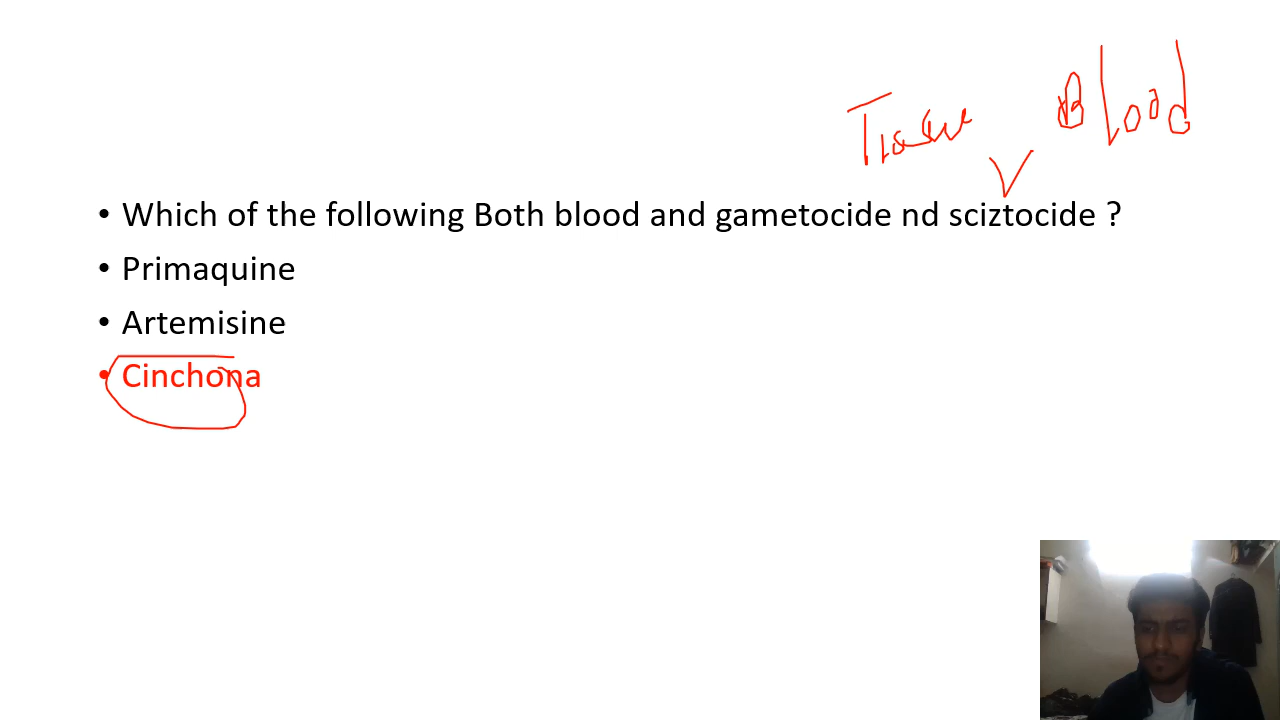 Tissue Blood
• Which of the following Both blood and gametocide nd sciztocide ?
• Primaquine
• Artemisine
• Cinchona